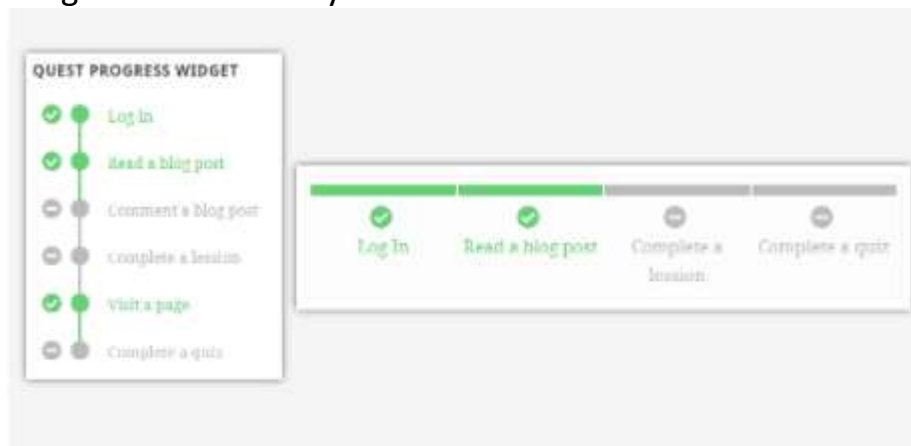 QUEST PROGRESS WIDGET
Log In
Read a blog post
Comment a blog post
Complete a lession
Visit a page
Complete a quiz
Log In
Read a blog post
Complete a
lession
Complete a quiz